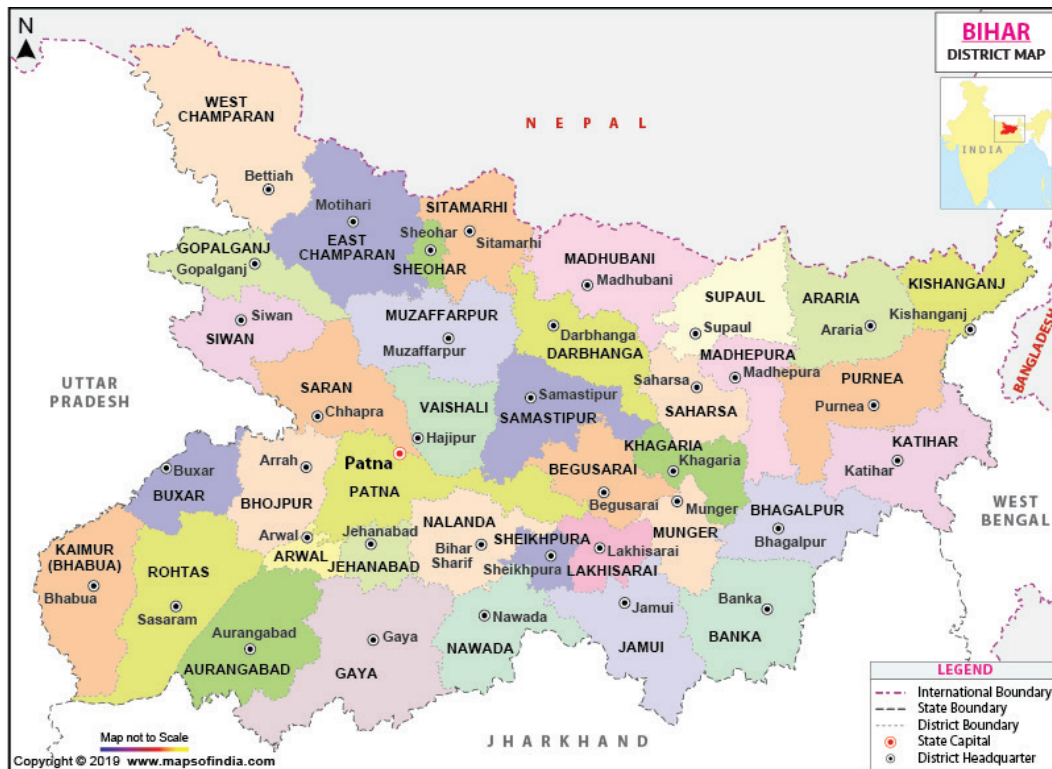 N
BIHAR
DISTRICT MAP
INDIA
NEPAL
WEST
CHAMPARAN
Bettiah
Motihari
EAST
CHAMPARAN
SITAMARHI
Sheohar
Sitamarhi
SHEOHAR
GOPALGANJ
Gopalganj
MADHUBANI
Madhubani
SUPAUL
Supaul
ARARIA
Araria
KISHANGANJ
Kishanganj
BANGLADESH
Siwan
SIWAN
MUZAFFARPUR
Muzaffarpur
Darbhanga
DARBHANGA
MADHEPURA
Madhepura
Saharsa
SAHARSA
PURNEA
Purnea
UTTAR
PRADESH
SARAN
Chhapra
VAISHALI
Hajipur
Samastipur
SAMASTIPUR
KHAGARIA
Khagaria
KATIHAR
Katihar
Buxar
BUXAR
Arrah
BHOJPUR
Patna
PATNA
BEGUSARAI
Begusarai
Munger
MUNGER
BHAGALPUR
Bhagalpur
WEST
BENGAL
KAIMUR
(BHABUA)
Bhabua
ROHTAS
Sasaram
Arwal
ARWAL
Jehanabad
JEHANABAD
NALANDA
Bihar
Sharif
SHEIKHPURA
Sheikhpura
Lakhisarai
LAKHISARAI
Aurangabad
AURANGABAD
Gaya
GAYA
Nawada
NAWADA
Jamui
JAMUI
Banka
BANKA
JHARKHAND
LEGEND
International Boundary
State Boundary
District Boundary
State Capital
District Headquarter
Map not to Scale
Copyright © 2019 www.mapsofindia.com